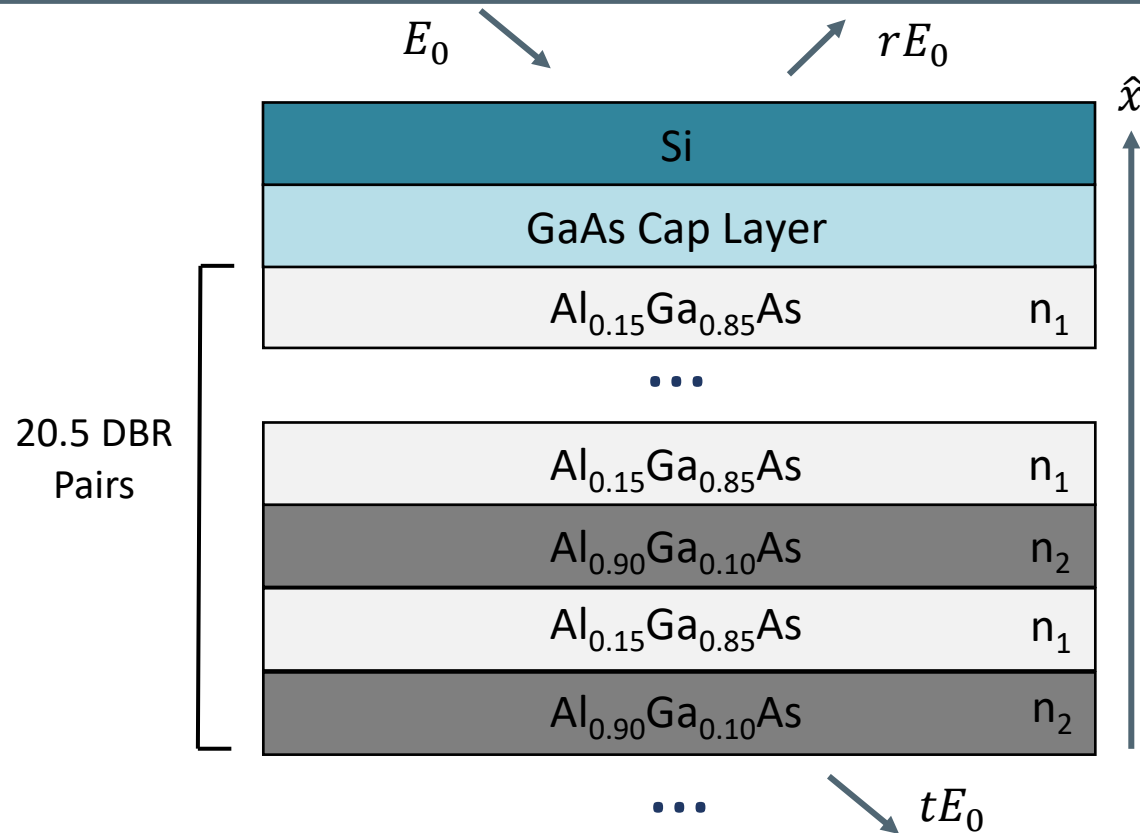 E₀
rE₀
x̂
Si
GaAs Cap Layer
Al₀.₁₅Ga₀.₈₅As n₁
...
20.5 DBR
Pairs
Al₀.₁₅Ga₀.₈₅As n₁
Al₀.₉₀Ga₀.₁₀As n₂
Al₀.₁₅Ga₀.₈₅As n₁
Al₀.₉₀Ga₀.₁₀As n₂
...
tE₀